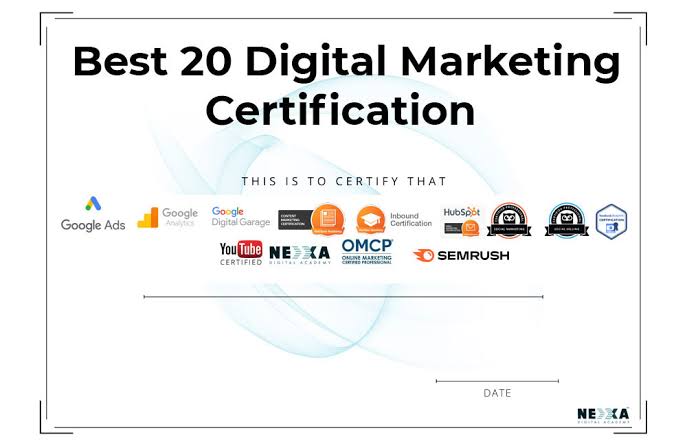 Best 20 Digital Marketing
Certification
THIS IS TO CERTIFY THAT
Google Ads
Google
Analytics
Google
Digital Garage
CONTENT
MARKETING
CERTIFICATION
Inbound
Certification
HubSpot
SOCIAL MARKETING
SOCIAL SELLING
CERTIFICATION
YouTube
CERTIFIED
NEXXA
DIGITAL ACADEMY
OMCP
ONLINE MARKETING
CERTIFIED PROFESSIONAL
SEMRUSH
DATE
NEXXA
DIGITAL ACADEMY